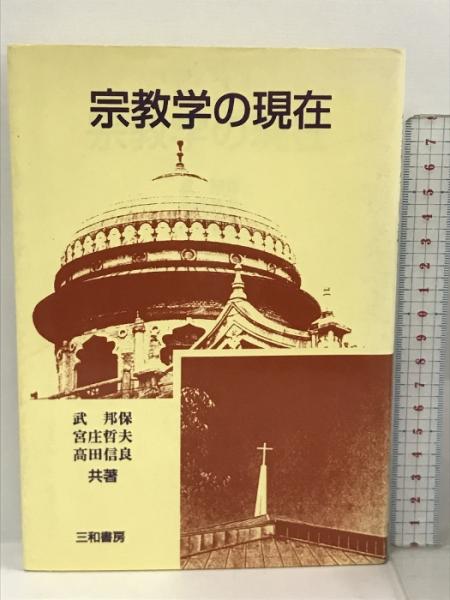 宗教学の現在
武 邦保
宮庄哲夫
高田信良
共著
三和書房